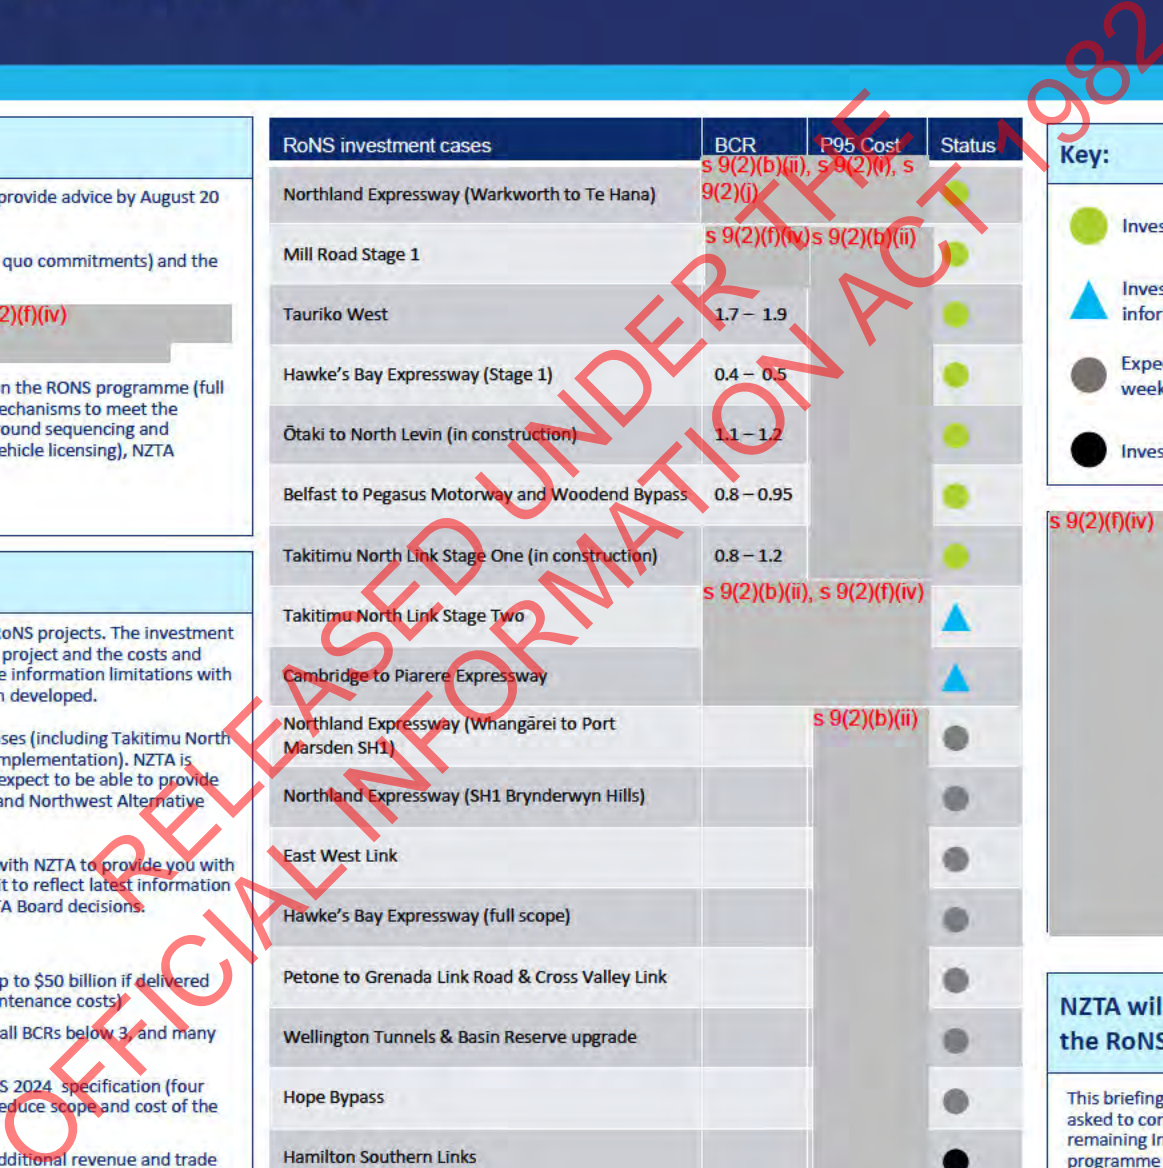 provide advice by August 20
quo commitments) and the
2)(f)(iv)
n the RONS programme (full
echanisms to meet the
ound sequencing and
ehicle licensing), NZTA
oNS projects. The investment
project and the costs and
e information limitations with
n developed.
ses (including Takitimu North
mplementation). NZTA is
expect to be able to provide
and Northwest Alternative
with NZTA to provide you with
it to reflect latest information
TA Board decisions.
p to $50 billion if delivered
ntenance costs)
all BCRs below 3, and many
S 2024 specification (four
educe scope and cost of the
dditional revenue and trade
RoNS investment cases BCR P95 Cost Status
Northland Expressway (Warkworth to Te Hana) s 9(2)(b)(ii), s 9(2)(i), s
9(2)(j)
Mill Road Stage 1 s 9(2)(f)(iv) s 9(2)(b)(ii)
Tauriko West 1.7 – 1.9
Hawke's Bay Expressway (Stage 1) 0.4 – 0.5
Ōtaki to North Levin (in construction) 1.1 – 1.2
Belfast to Pegasus Motorway and Woodend Bypass 0.8 – 0.95
Takitimu North Link Stage One (in construction) 0.8 – 1.2
Takitimu North Link Stage Two s 9(2)(b)(ii), s 9(2)(f)(iv)
Cambridge to Piarere Expressway
Northland Expressway (Whangārei to Port
Marsden SH1) s 9(2)(b)(ii)
Northland Expressway (SH1 Brynderwyn Hills)
East West Link
Hawke's Bay Expressway (full scope)
Petone to Grenada Link Road & Cross Valley Link
Wellington Tunnels & Basin Reserve upgrade
Hope Bypass
Hamilton Southern Links
Key:
Inves
Inves
infor
Expe
week
Inves
s 9(2)(f)(iv)
NZTA wil
the RoNS
This briefing
asked to cor
remaining In
programme
RELEASED UNDER THE
OFFICIAL INFORMATION ACT 1982